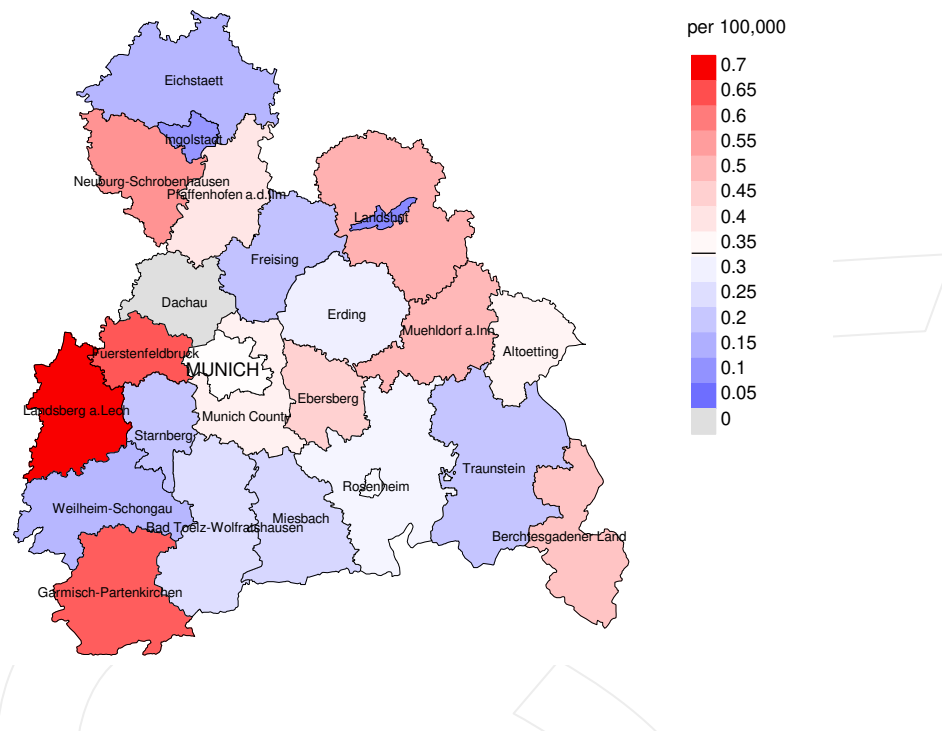 per 100,000
0.7
0.65
0.6
0.55
0.5
0.45
0.4
0.35
0.3
0.25
0.2
0.15
0.1
0.05
0
Eichstaett
Ingolstadt
Neuburg-Schrobenhausen
Pfaffenhofen a.d.Ilm
Landshut
Freising
Dachau
Erding
Muehldorf a.Inn
Altoetting
Fuerstenfeldbruck
MUNICH
Ebersberg
Landsberg a.Lech
Munich County
Starnberg
Traunstein
Rosenheim
Weilheim-Schongau
Miesbach
Bad Toelz-Wolfratshausen
Berchtesgadener Land
Garmisch-Partenkirchen